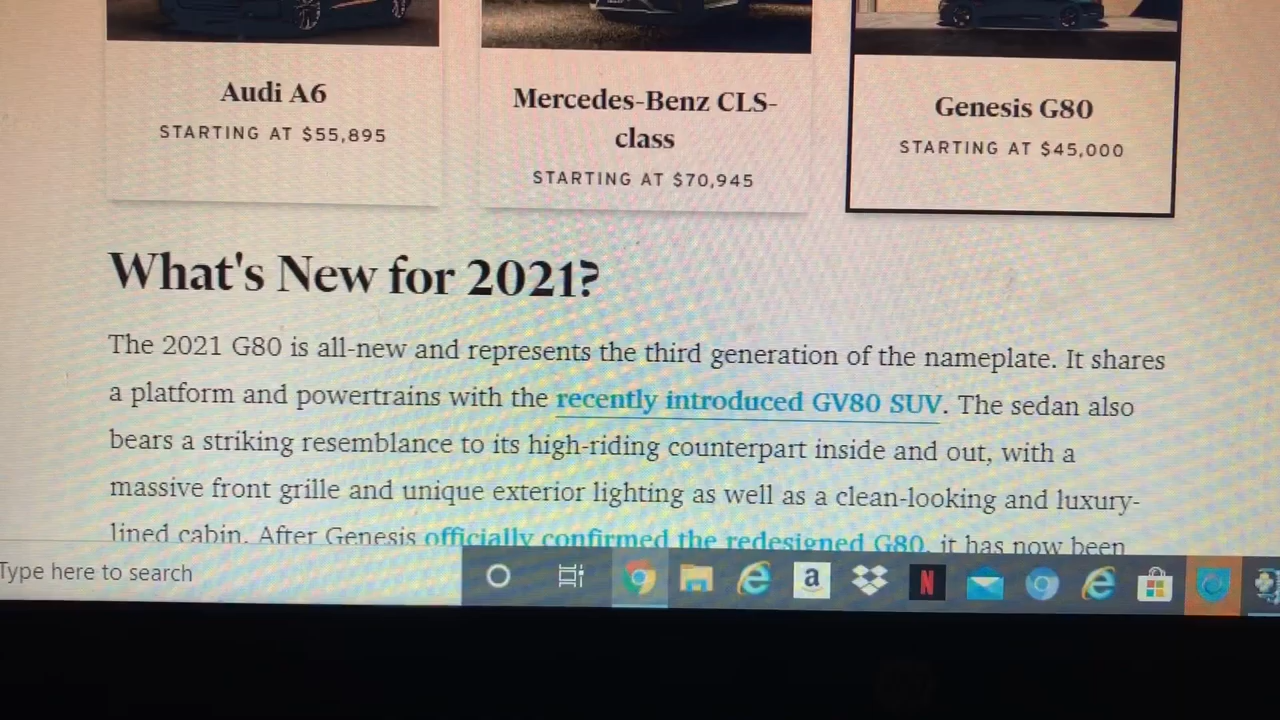 Audi A6
STARTING AT $55,895
Mercedes-Benz CLS-
class
STARTING AT $70,945
Genesis G80
STARTING AT $45,000
What's New for 2021?
The 2021 G80 is all-new and represents the third generation of the nameplate. It shares
a platform and powertrains with the recently introduced GV80 SUV. The sedan also
bears a striking resemblance to its high-riding counterpart inside and out, with a
massive front grille and unique exterior lighting as well as a clean-looking and luxury-
lined cabin. After Genesis officially confirmed the redesigned G80, it has now been
Type here to search
a
N